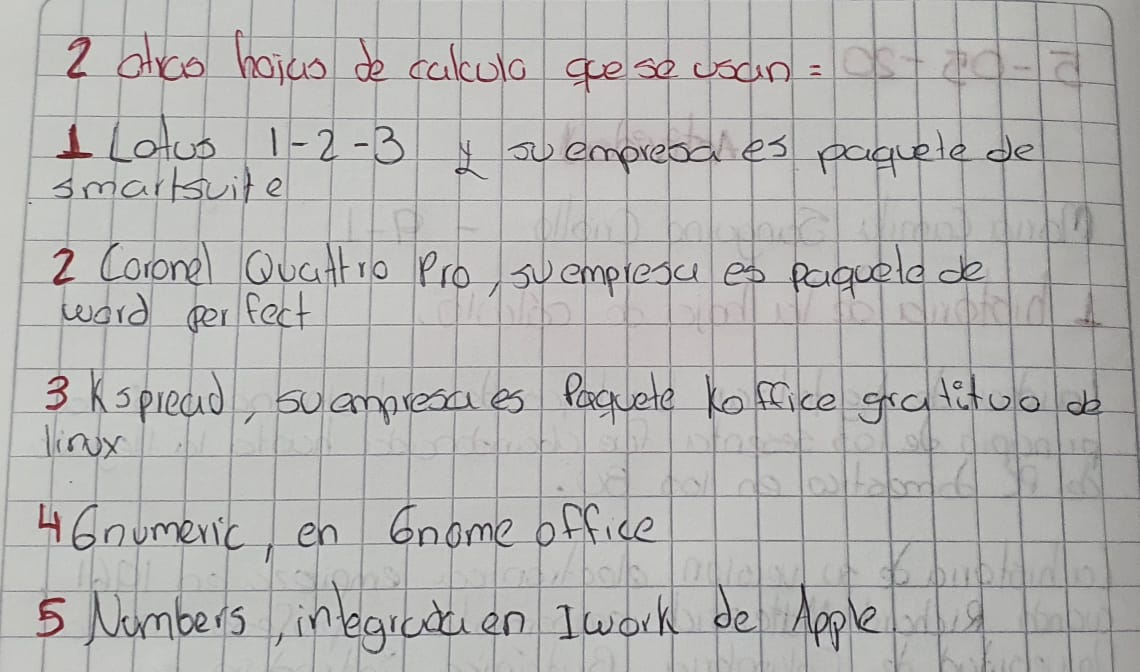 2 otras hojas de calculo que se usan =
1 Lotus 1-2-3 y su empresa es paquete de
smartsuite
2 Coronel Quattro Pro, su empresa es paquete de
word perfect
3 Kspread, su empresa es Paquete Koffice gratituo de
linux
4 Gnumeric, en Gnome office
5 Numbers, integrada en Iwork de Apple